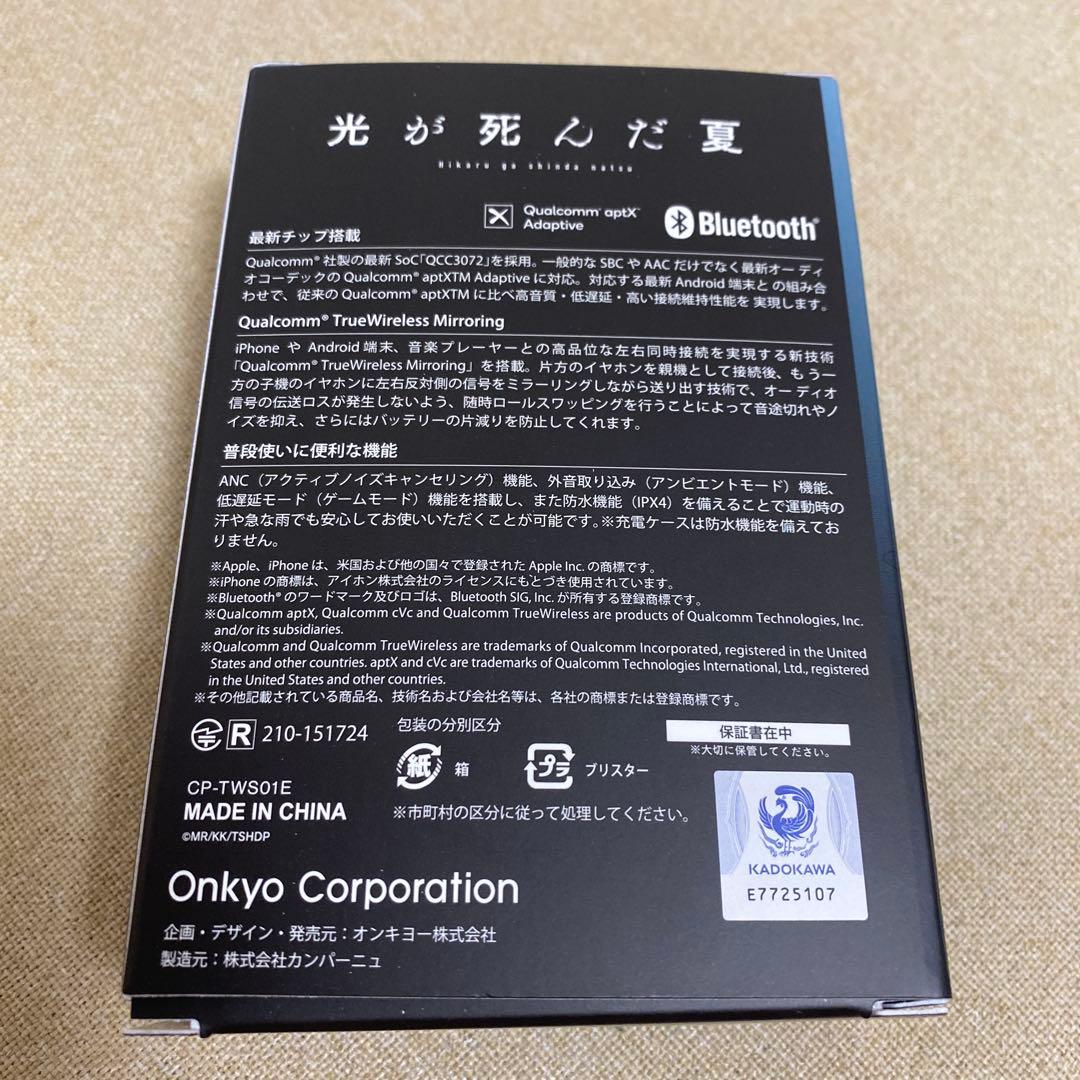 光が死んだ夏
Hikaru ga shinda natsu
Qualcomm aptX™
Adaptive
Bluetooth®
最新チップ搭載
Qualcomm® 社製の最新 SoC「QCC3072」を採用。一般的な SBC や AAC だけでなく最新オーディ
オコーデックの Qualcomm® aptXTM Adaptive に対応。対応する最新 Android 端末と の組み合
わせで、従来の Qualcomm® aptXTM に比べ高音質・低遅延・高い接続維持性能を 実現します。
Qualcomm® TrueWireless Mirroring
iPhone や Android 端末、音楽プレーヤーとの高品位な左右同時接続を実現する新技術
「Qualcomm® TrueWireless Mirroring」を搭載。片方のイヤホンを親機として接続後、もう一
方の子機のイヤホンに左右反対側の信号をミラーリングしながら送り出す技術で、オーディオ
信号の伝送ロスが発生しないよう、随時ロールスワッピングを行うことによって音途切れやノ
イズを抑え、さらにはバッテリーの片減りを防止してくれます。
普段使いに便利な機能
ANC（アクティブノイズキャンセリング）機能、外音取り込み（アンビエントモード）機能、
低遅延モード（ゲームモード）機能を搭載し、また防水機能（IPX4）を備えることで運動時の
汗や急な雨でも安心してお使いいただくことが可能です。※充電ケースは防水機能を備えてお
りません。
※Apple、iPhone は、米国および他の国々で登録された Apple Inc. の商標です。
※iPhone の商標は、アイホン株式会社のライセンスにもとづき使用されています。
※Bluetooth® のワードマーク及びロゴは、Bluetooth SIG, Inc. が所有する登録商標です。
※Qualcomm aptX, Qualcomm cVc and Qualcomm TrueWireless are products of Qualcomm Technologies, Inc.
and/or its subsidiaries.
※Qualcomm and Qualcomm TrueWireless are trademarks of Qualcomm Incorporated, registered in the United
States and other countries. aptX and cVc are trademarks of Qualcomm Technologies International, Ltd., registered
in the United States and other countries.
※その他記載されている商品名、技術名および会社名等は、各社の商標または登録商標です。
R 210-151724
包装の分別区分
紙 箱
プラ ブリスター
※市町村の区分に従って処理してください。
保証書在中
※大切に保管してください。
CP-TWS01E
MADE IN CHINA
©MR/KK/TSHDP
KADOKAWA
E7725107
Onkyo Corporation
企画・デザイン・発売元：オンキヨー株式会社
製造元：株式会社カンパーニュ